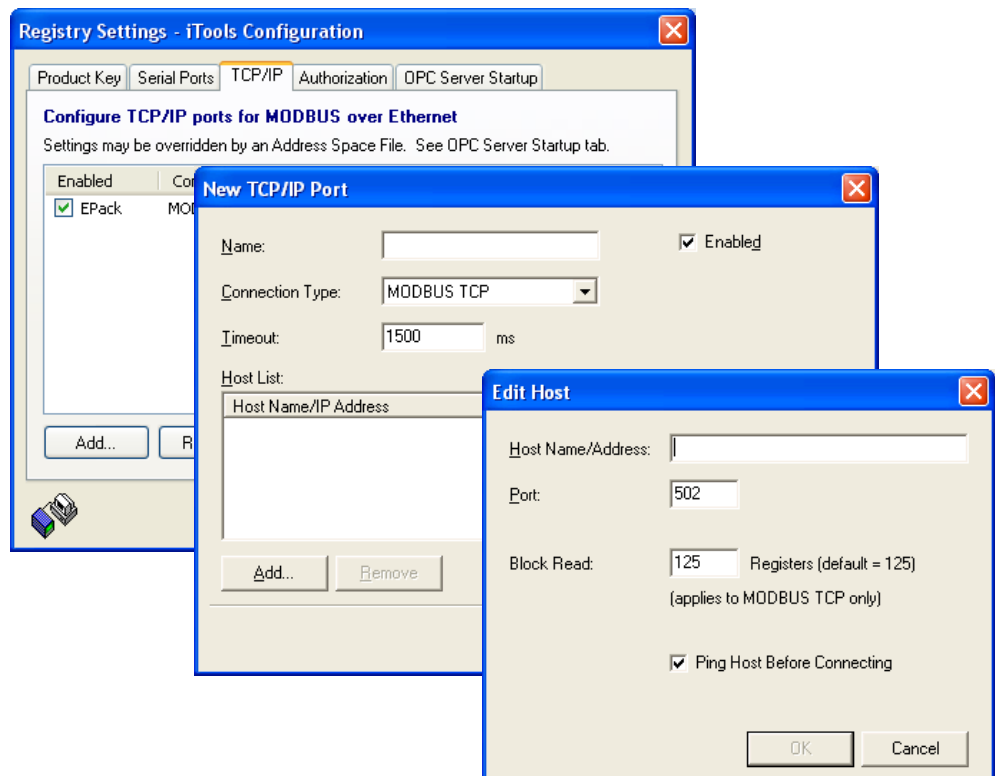 Registry Settings - iTools Configuration
Product Key Serial Ports TCP/IP Authorization OPC Server Startup
Configure TCP/IP ports for MODBUS over Ethernet
Settings may be overridden by an Address Space File. See OPC Server Startup tab.
Enabled
EPack
Add...
New TCP/IP Port
Name:
Enabled
Connection Type: MODBUS TCP
Timeout: 1500 ms
Host List:
Host Name/IP Address
Add... Remove
Edit Host
Host Name/Address:
Port: 502
Block Read: 125 Registers (default = 125)
(applies to MODBUS TCP only)
Ping Host Before Connecting
OK Cancel